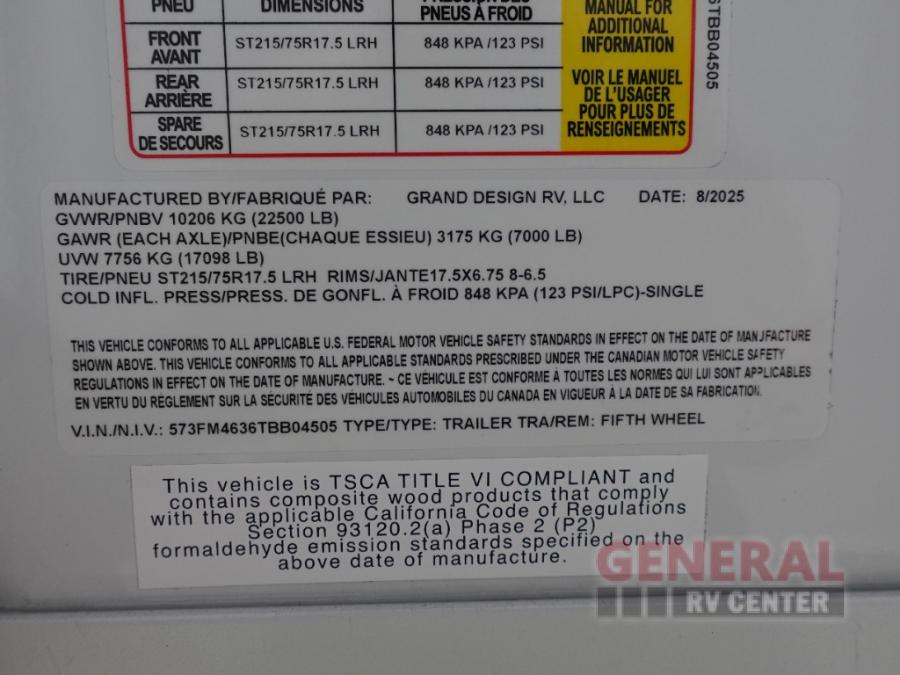 PNEU DIMENSIONS
PNEUS À FROID
MANUAL FOR
ADDITIONAL
INFORMATION
FRONT
AVANT
ST215/75R17.5 LRH 848 KPA /123 PSI
REAR
ARRIÈRE
ST215/75R17.5 LRH 848 KPA /123 PSI
SPARE
DE SECOURS
ST215/75R17.5 LRH 848 KPA /123 PSI
VOIR LE MANUEL
DE L'USAGER
POUR PLUS DE
RENSEIGNEMENTS
TBB04505
MANUFACTURED BY/FABRIQUÉ PAR: GRAND DESIGN RV, LLC DATE: 8/2025
GVWR/PNBV 10206 KG (22500 LB)
GAWR (EACH AXLE)/PNBE(CHAQUE ESSIEU) 3175 KG (7000 LB)
UVW 7756 KG (17098 LB)
TIRE/PNEU ST215/75R17.5 LRH RIMS/JANTE17.5X6.75 8-6.5
COLD INFL. PRESS/PRESS. DE GONFL. À FROID 848 KPA (123 PSI/LPC)-SINGLE
THIS VEHICLE CONFORMS TO ALL APPLICABLE U.S. FEDERAL MOTOR VEHICLE SAFETY STANDARDS IN EFFECT ON THE DATE OF MANUFACTURE
SHOWN ABOVE. THIS VEHICLE CONFORMS TO ALL APPLICABLE STANDARDS PRESCRIBED UNDER THE CANADIAN MOTOR VEHICLE SAFETY
REGULATIONS IN EFFECT ON THE DATE OF MANUFACTURE. ~ CE VÉHICULE EST CONFORME À TOUTES LES NORMES QUI LUI SONT APPLICABLES
EN VERTU DU RÈGLEMENT SUR LA SÉCURITÉ DES VÉHICULES AUTOMOBILES DU CANADA EN VIGUEUR À LA DATE DE SA FABRICATION.
V.I.N./N.I.V.: 573FM4636TBB04505 TYPE/TYPE: TRAILER TRA/REM: FIFTH WHEEL
This vehicle is TSCA TITLE VI COMPLIANT and
contains composite wood products that comply
with the applicable California Code of Regulations
Section 93120.2(a) Phase 2 (P2)
formaldehyde emission standards specified on the
above date of manufacture.
GENERAL
RV CENTER